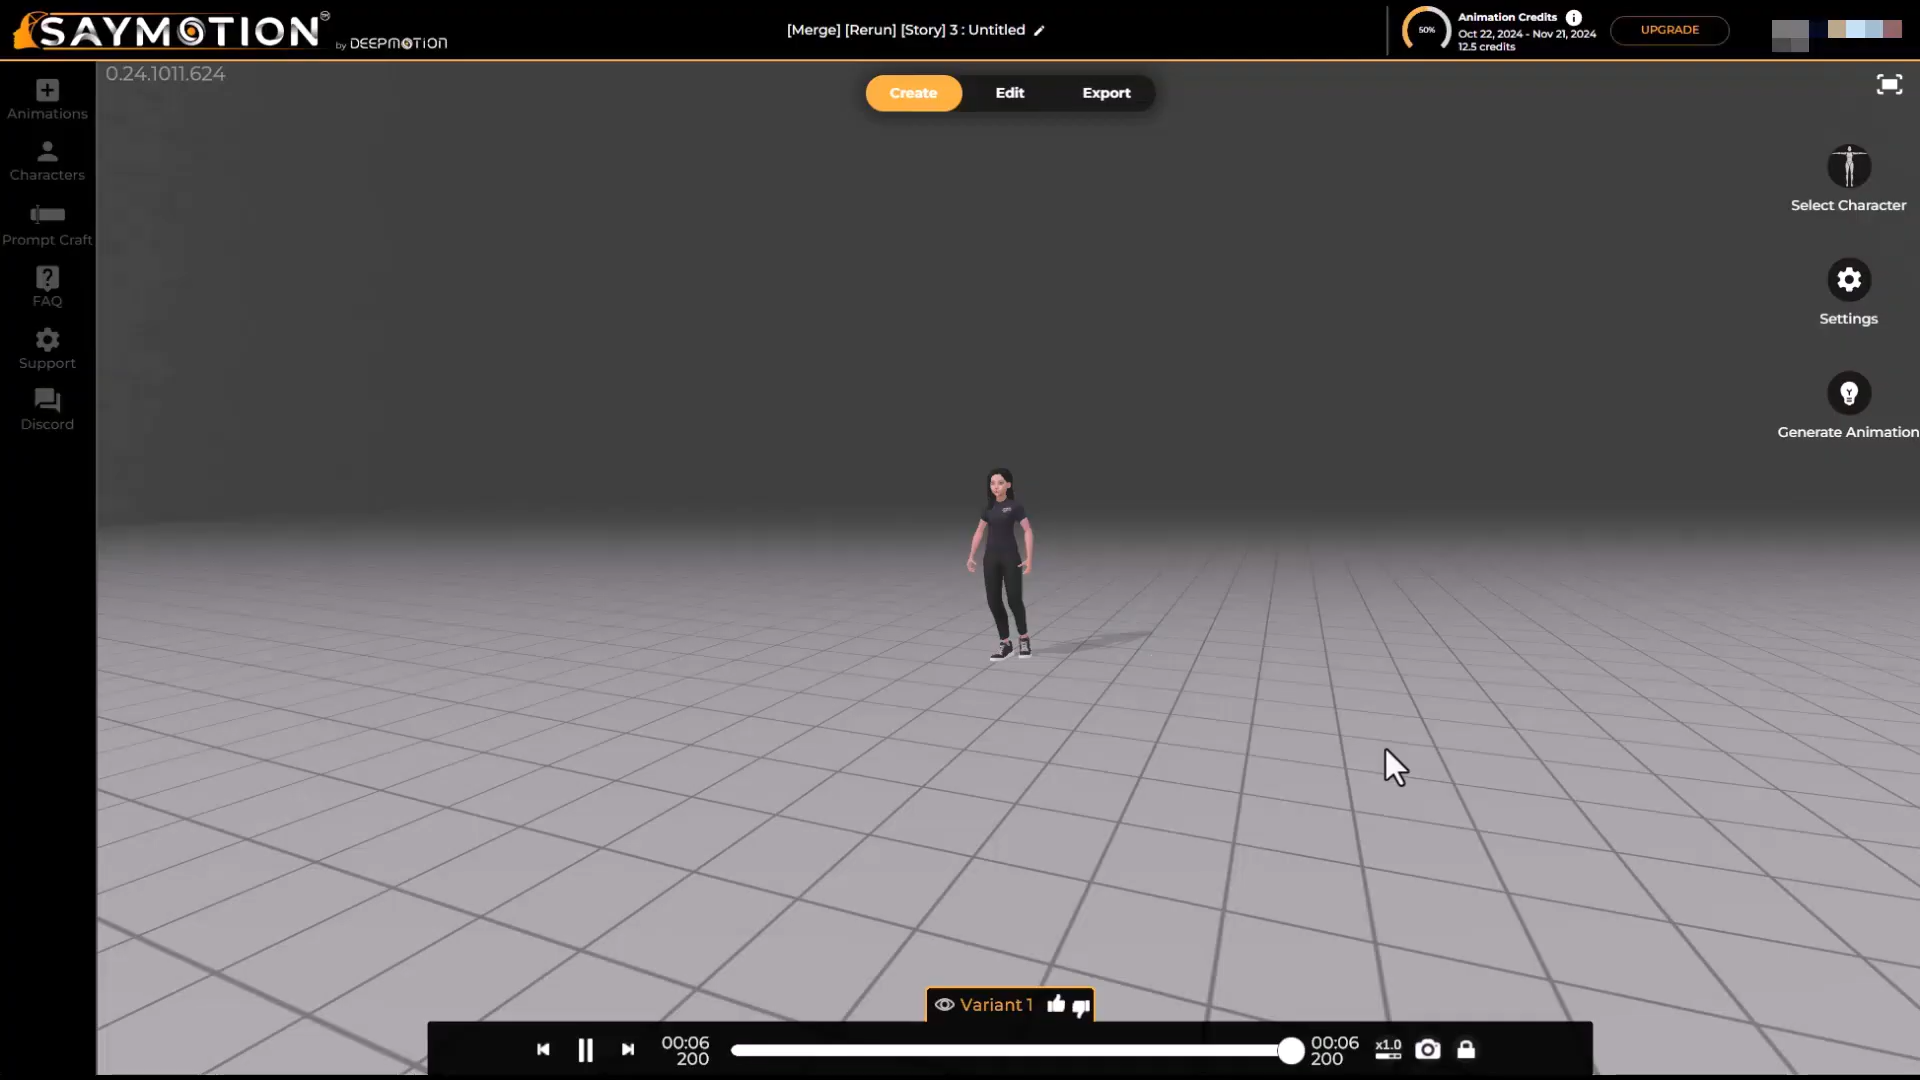 SAYMOTION
by DEEPMOTION
[Merge] [Rerun] [Story] 3 : Untitled
50%
Animation Credits
Oct 22, 2024 - Nov 21, 2024
12.5 credits
UPGRADE
0.24.1011.624
Create
Edit
Export
Animations
Characters
Prompt Craft
FAQ
Support
Discord
Select Character
Settings
Generate Animation
Variant 1
00:06
200
00:06
200
x1.0